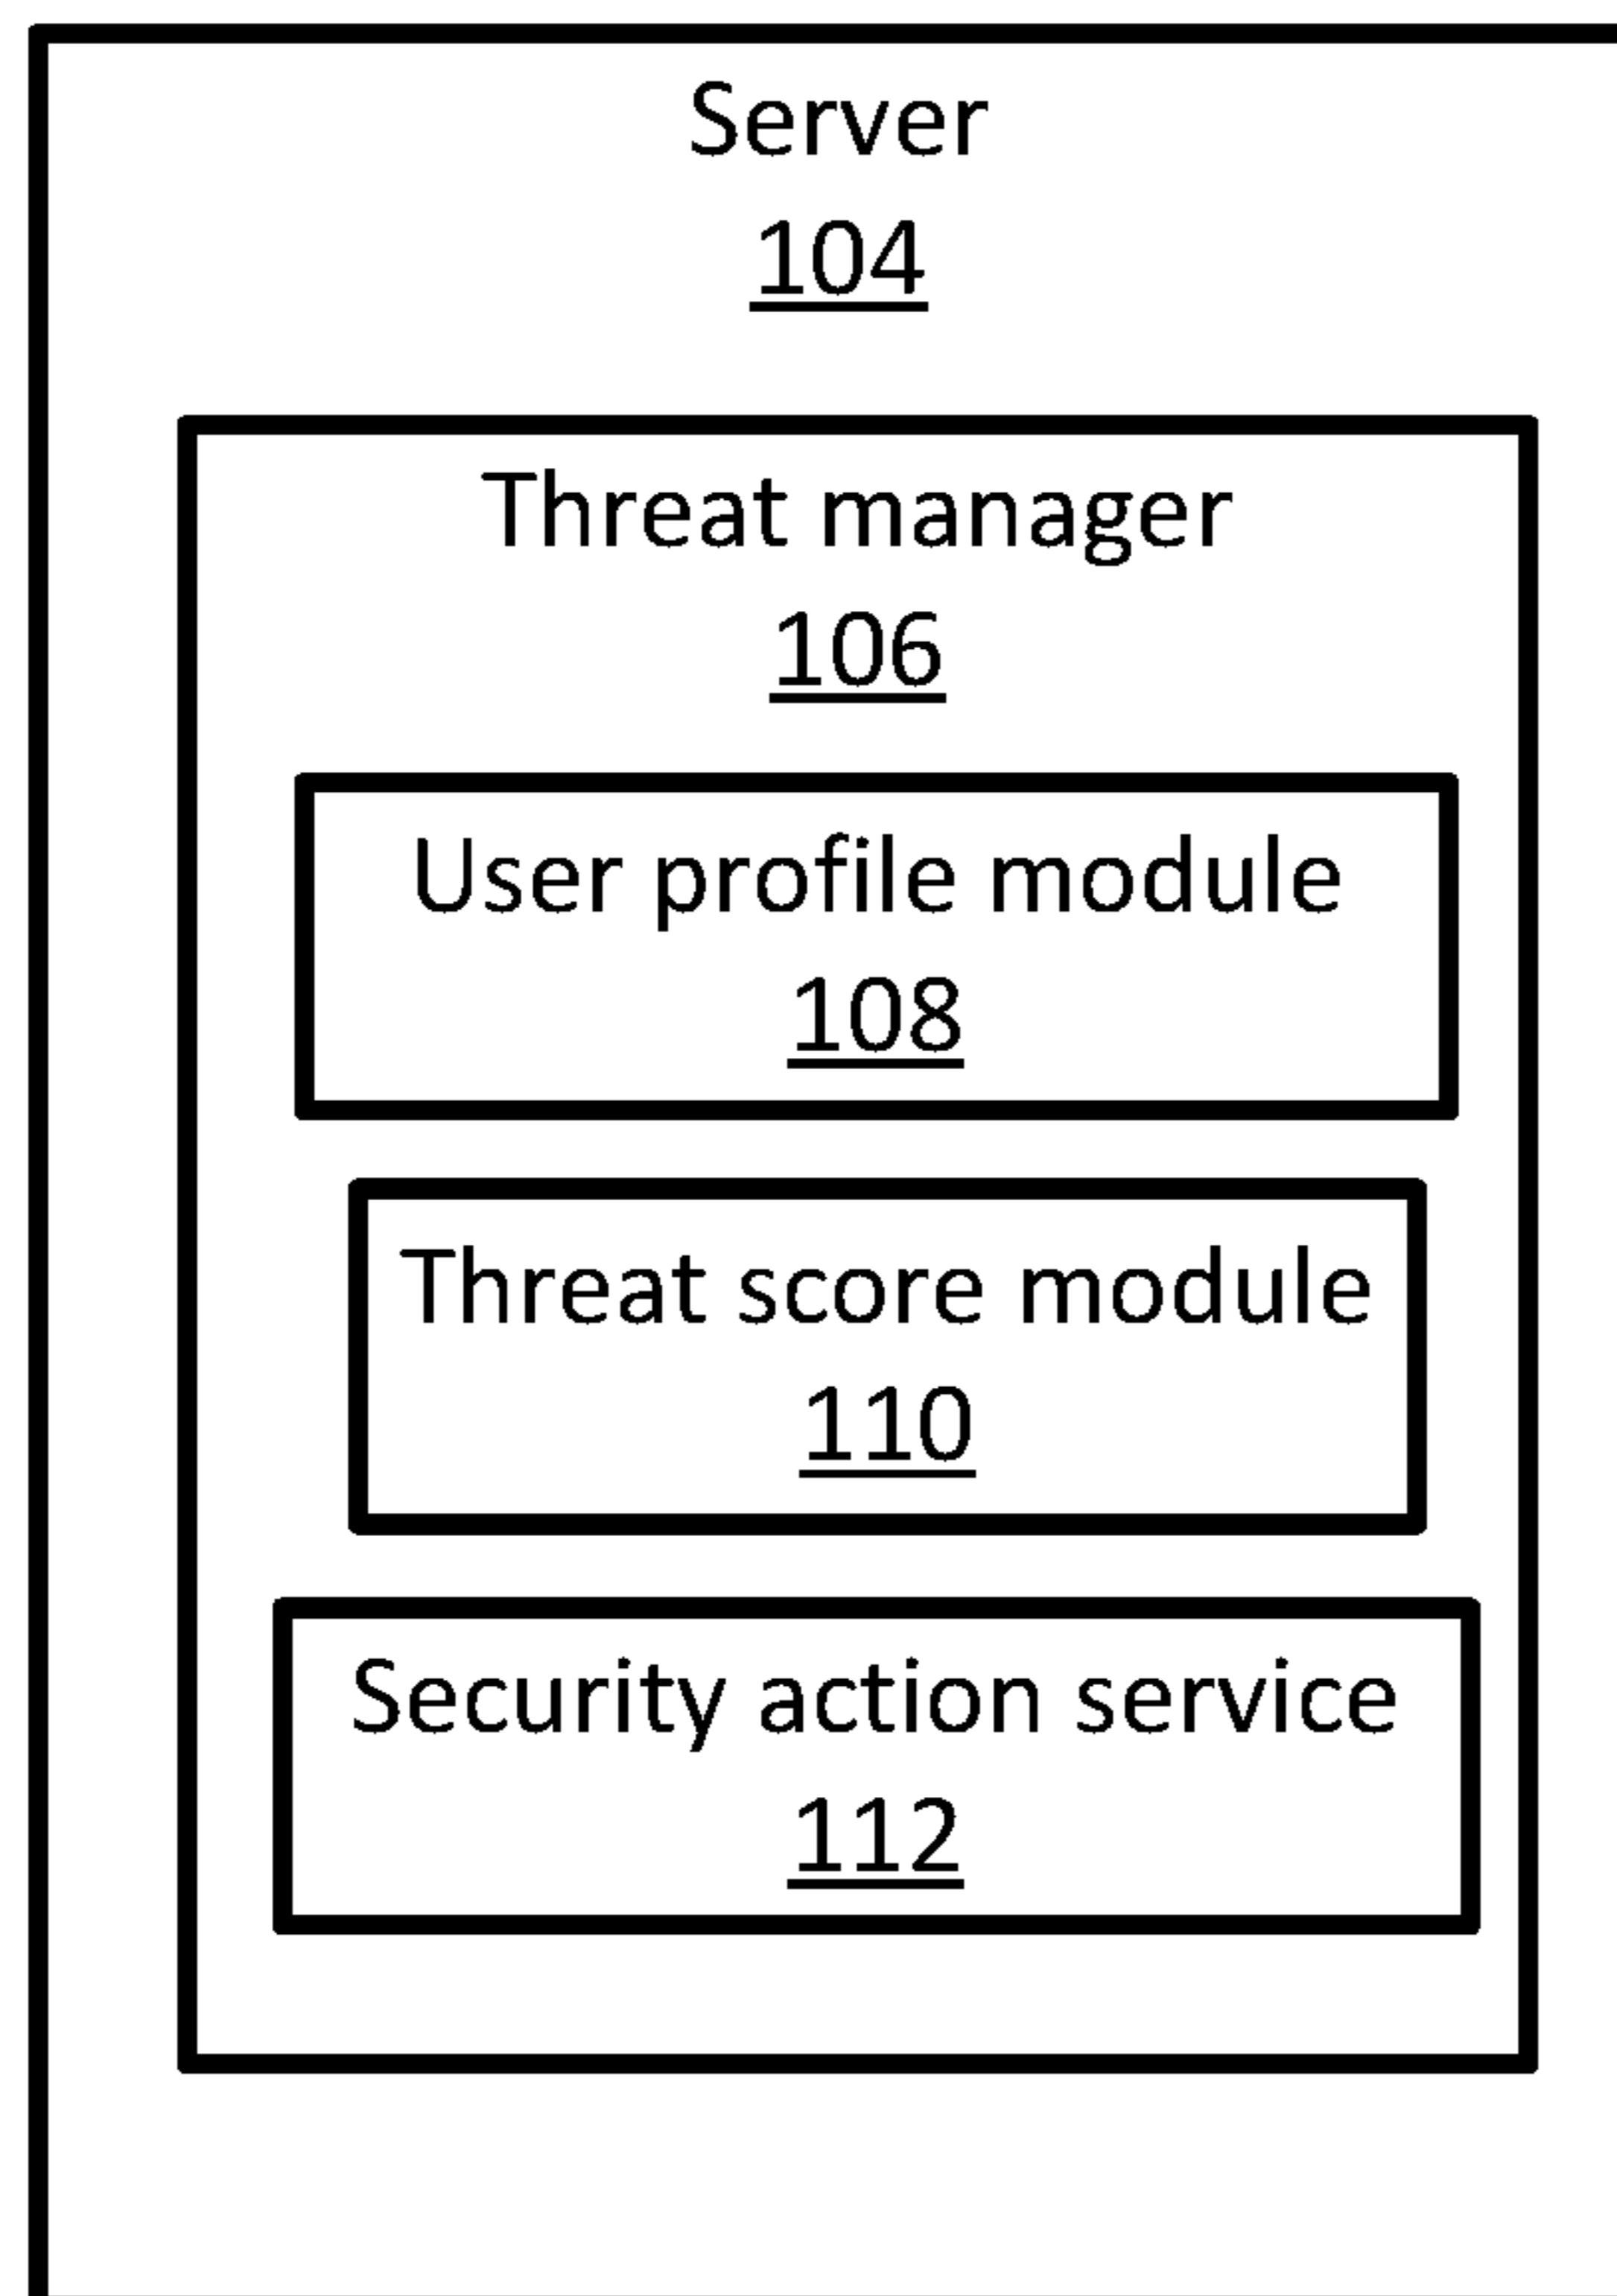 Server
104
Threat manager
106
User profile module
108
Threat score module
110
Security action service
112